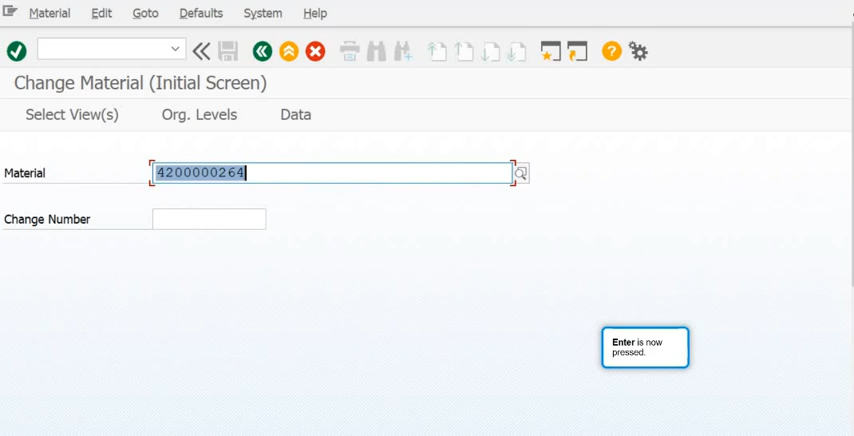 Material Edit Goto Defaults System Help
Change Material (Initial Screen)
Select View(s) Org. Levels Data
Material 4200000264
Change Number
Enter is now
pressed.